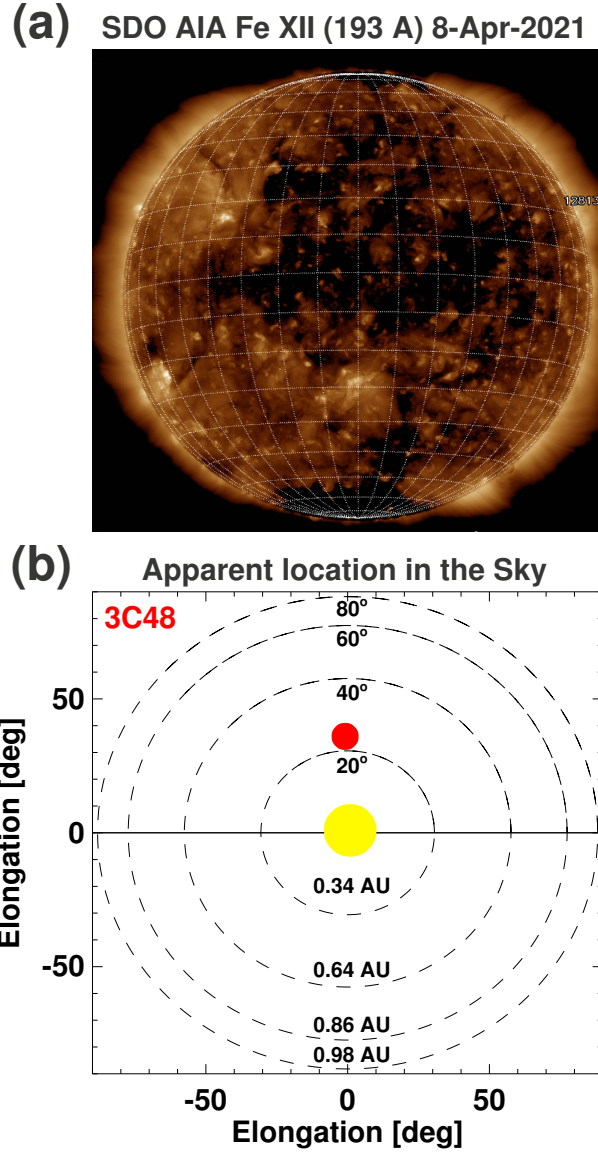 (a) SDO AIA Fe XII (193 A) 8-Apr-2021
12813
(b) Apparent location in the Sky
3C48
80°
60°
40°
20°
0.34 AU
0.64 AU
0.86 AU
0.98 AU
50
0
-50
Elongation [deg]
-50 0 50
Elongation [deg]